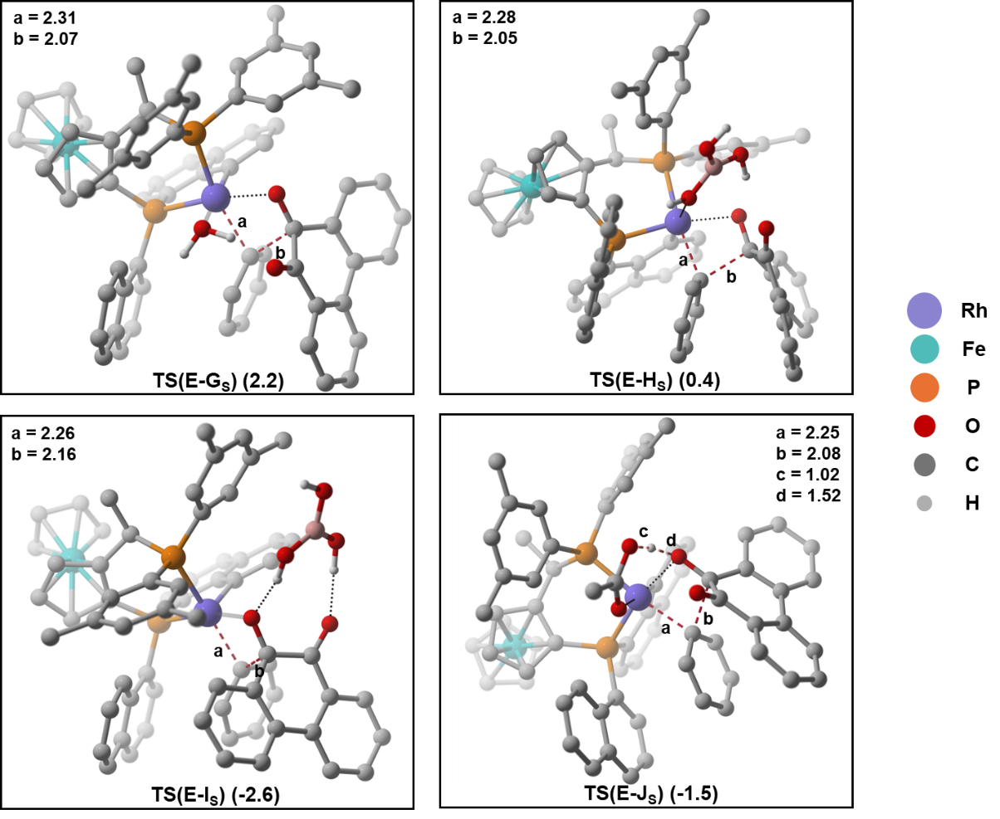 a = 2.31
b = 2.07
a
b
TS(E-GS) (2.2)
a = 2.28
b = 2.05
a
b
TS(E-HS) (0.4)
a = 2.26
b = 2.16
a
b
TS(E-IS) (-2.6)
a = 2.25
b = 2.08
c = 1.02
d = 1.52
c
d
a
b
TS(E-JS) (-1.5)
Rh
Fe
P
O
C
H